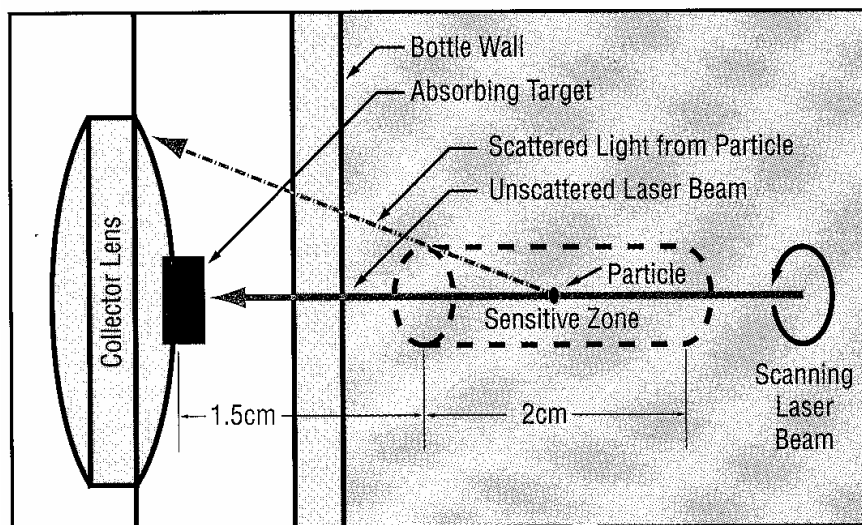 Bottle Wall
Absorbing Target
Scattered Light from Particle
Unscattered Laser Beam
Collector Lens
Particle
Sensitive Zone
Scanning
Laser
Beam
1.5cm
2cm